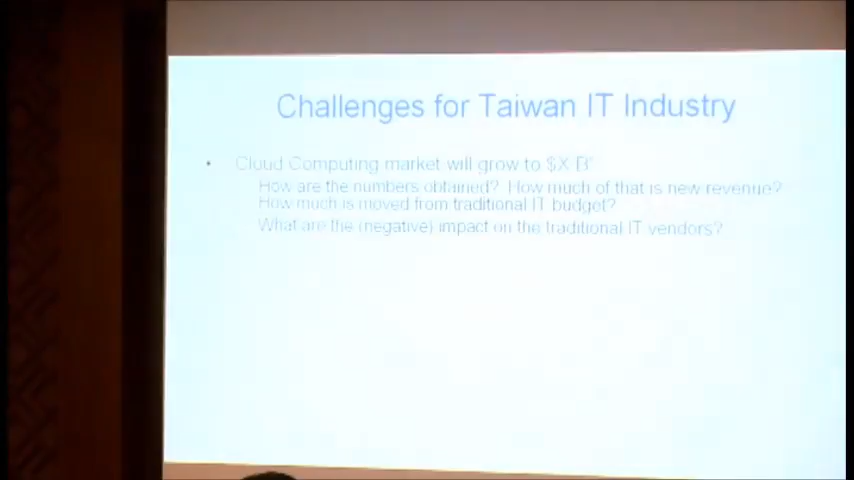 Challenges for Taiwan IT Industry
• Cloud Computing market will grow to $X B"
How are the numbers obtained? How much of that is new revenue?
How much is moved from traditional IT budget?
What are the (negative) impact on the traditional IT vendors?